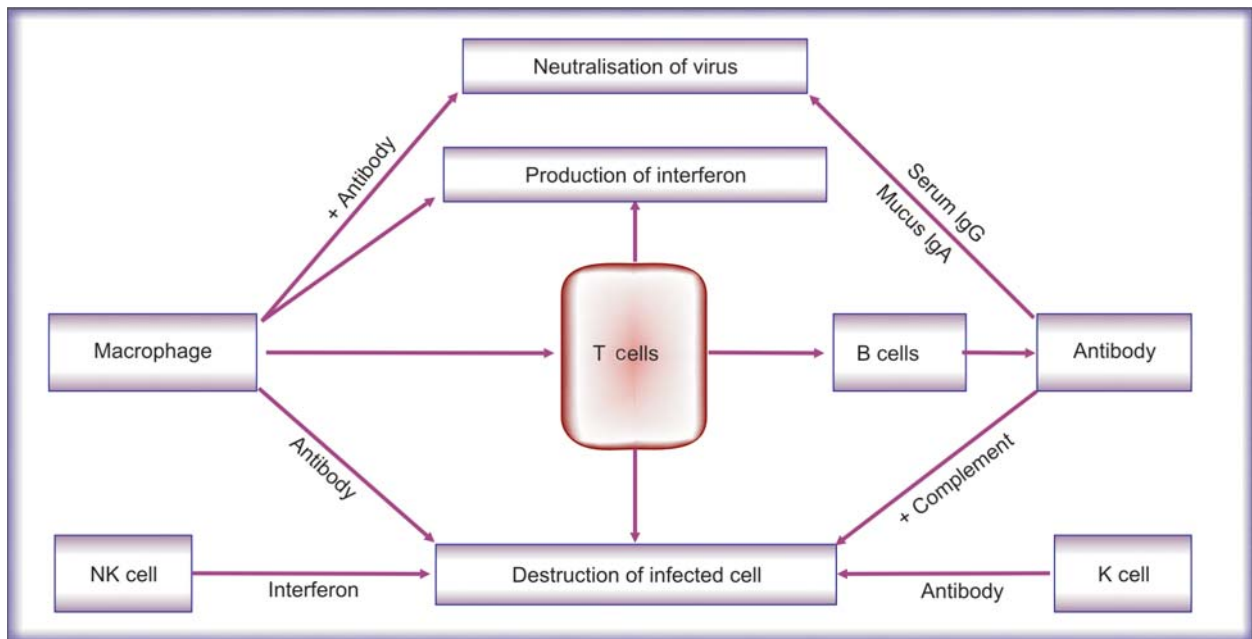 Neutralisation of virus
+ Antibody
Production of interferon
Serum IgG
Mucus IgA
Macrophage
T cells
B cells
Antibody
Antibody
+ Complement
NK cell
Interferon
Destruction of infected cell
Antibody
K cell